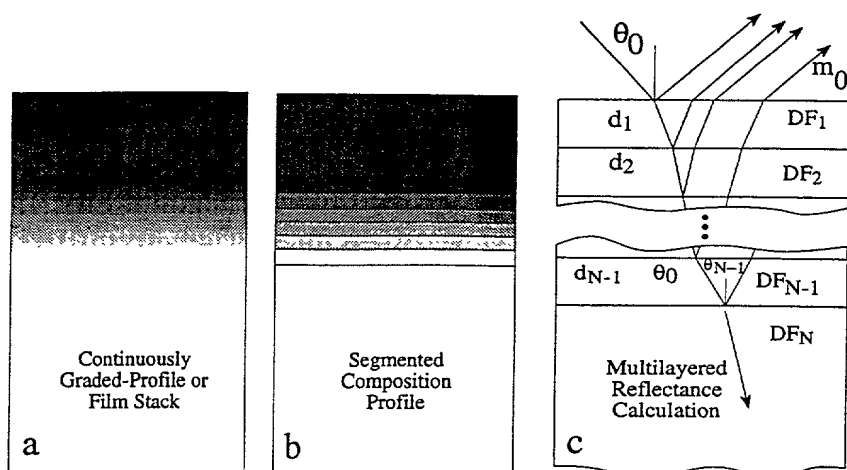 θ0
m0
d1
DF1
d2
DF2
dN-1
θ0
θN-1
DFN-1
DFN
Continuously
Graded-Profile or
Film Stack
Segmented
Composition
Profile
Multilayered
Reflectance
Calculation
a
b
c